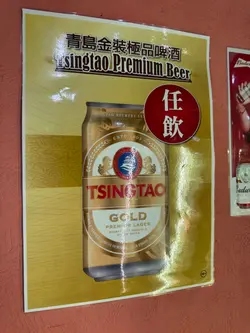 青島金裝極品啤酒
Tsingtao Premium Beer
任飲
TSINGTAO
GOLD
PREMIUM LAGER